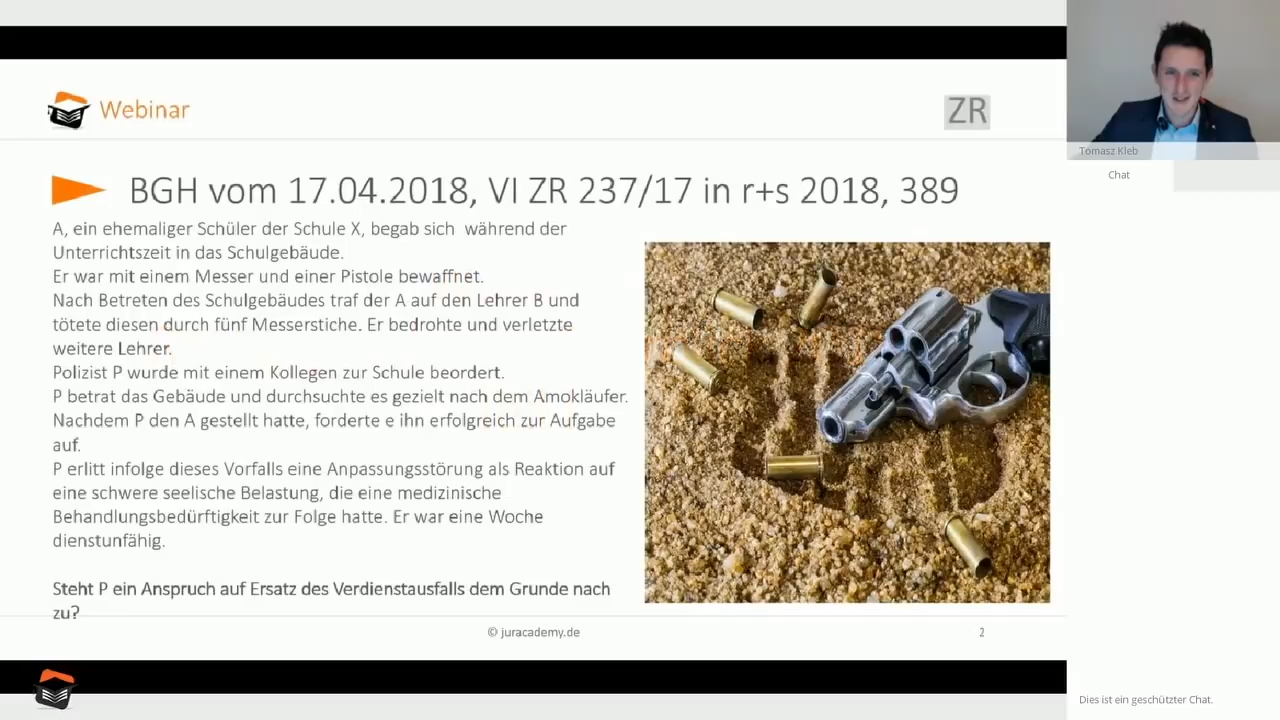 Webinar
ZR
BGH vom 17.04.2018, VI ZR 237/17 in r+s 2018, 389
A, ein ehemaliger Schüler der Schule X, begab sich während der
Unterrichtszeit in das Schulgebäude.
Er war mit einem Messer und einer Pistole bewaffnet.
Nach Betreten des Schulgebäudes traf der A auf den Lehrer B und
tötete diesen durch fünf Messerstiche. Er bedrohte und verletzte
weitere Lehrer.
Polizist P wurde mit einem Kollegen zur Schule beordert.
P betrat das Gebäude und durchsuchte es gezielt nach dem Amokläufer.
Nachdem P den A gestellt hatte, forderte e ihn erfolgreich zur Aufgabe
auf.
P erlitt infolge dieses Vorfalls eine Anpassungsstörung als Reaktion auf
eine schwere seelische Belastung, die eine medizinische
Behandlungsbedürftigkeit zur Folge hatte. Er war eine Woche
dienstunfähig.
Steht P ein Anspruch auf Ersatz des Verdienstausfalls dem Grunde nach
zu?
© juracademy.de
2
Tomasz Kleb
Chat
Dies ist ein geschützter Chat.